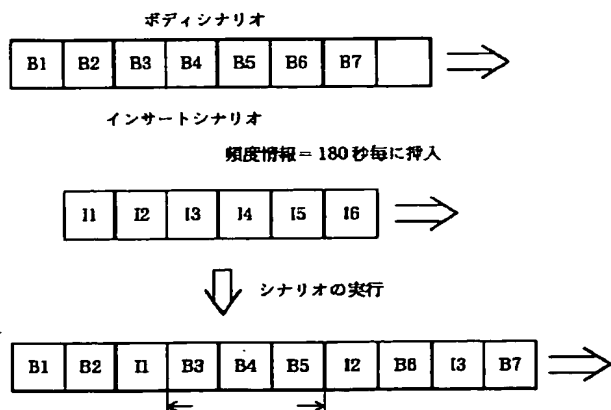 ボディシナリオ
B1 B2 B3 B4 B5 B6 B7
インサートシナリオ
頻度情報=180秒毎に挿入
I1 I2 I3 I4 I5 I6
シナリオの実行
B1 B2 I1 B3 B4 B5 I2 B6 I3 B7